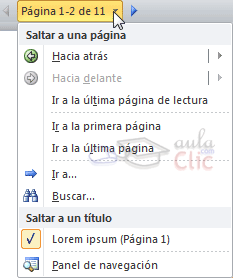 Página 1-2 de 11
Saltar a una página
Hacia atrás
Hacia delante
Ir a la última página de lectura
Ir a la primera página
Ir a la última página
aula
Clic
Ir a...
Buscar...
Saltar a un título
Lorem ipsum (Página 1)
Panel de navegación